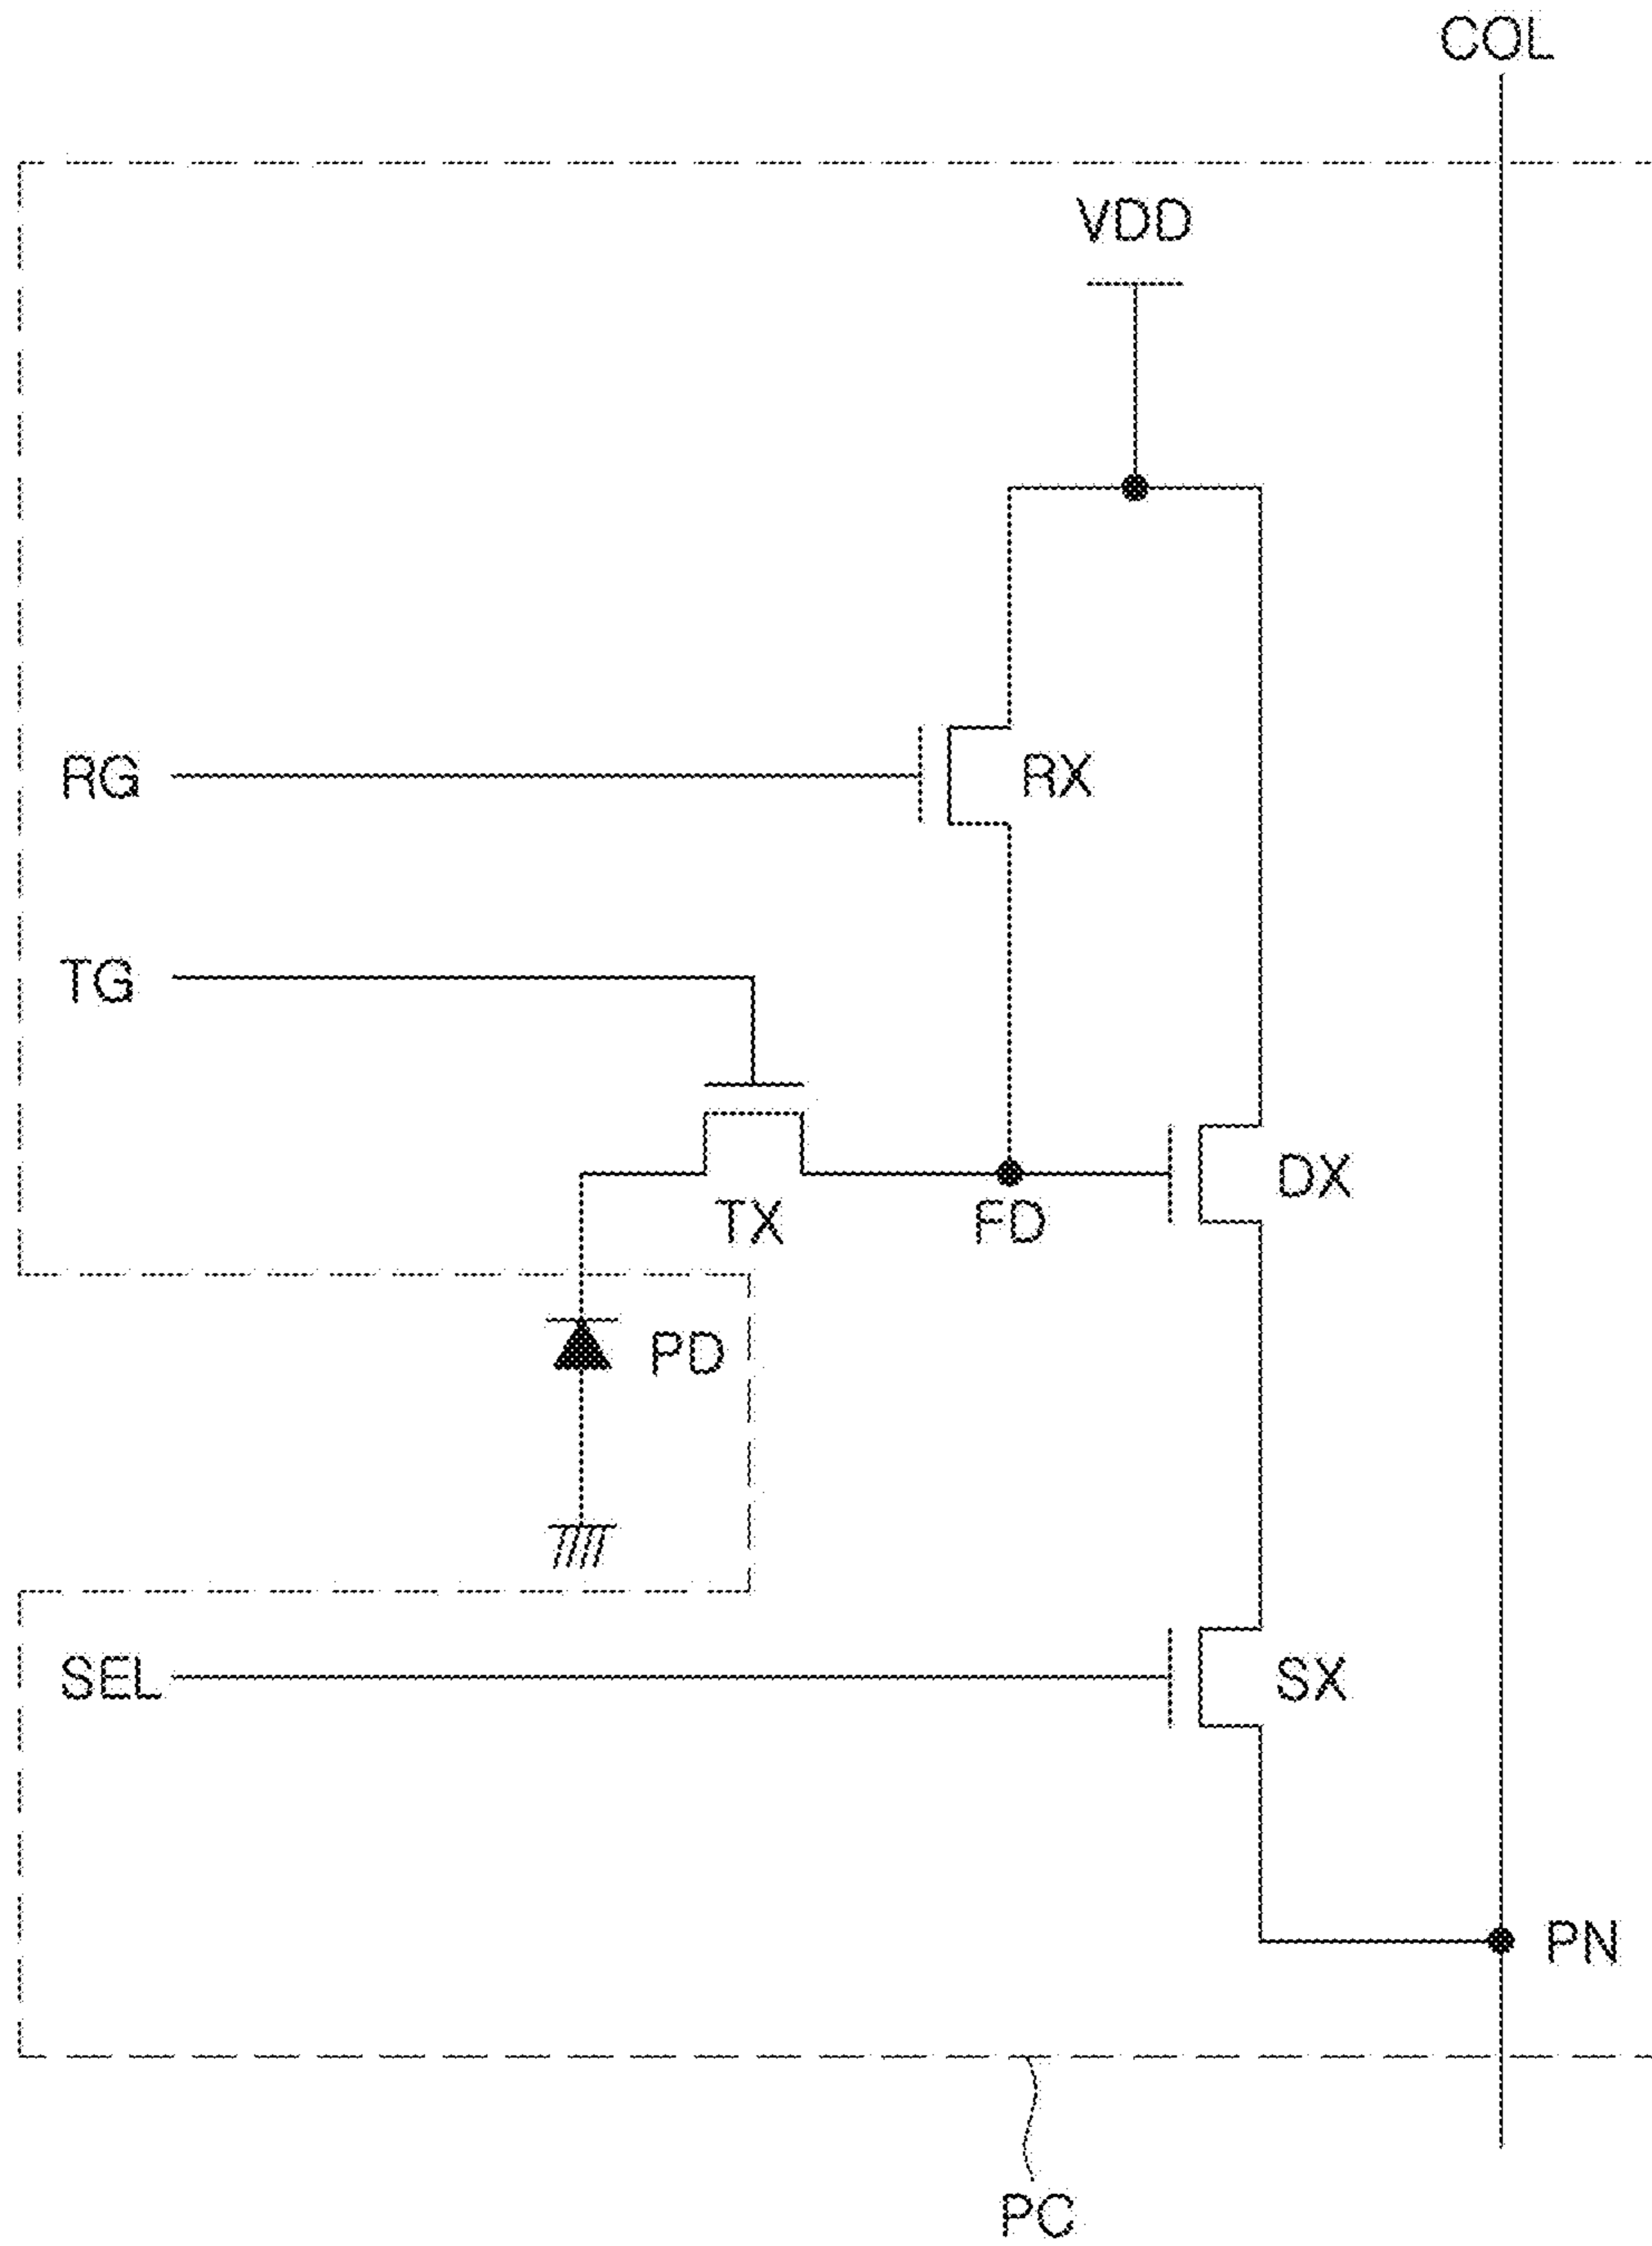 COL
VDD
RG
RX
TG
TX
FD
DX
PD
SEL
SX
PN
PC